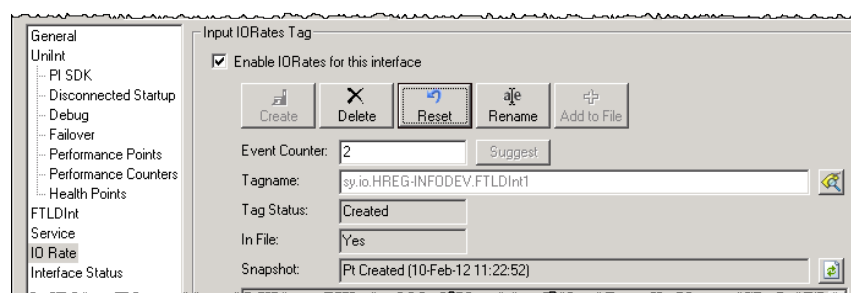 General
UniInt
PI SDK
Disconnected Startup
Debug
Failover
Performance Points
Performance Counters
Health Points
FTLDInt
Service
IO Rate
Interface Status
Input IORates Tag
Enable IORates for this interface
Create
Delete
Reset
Rename
Add to File
Event Counter: 2 Suggest
Tagname: sy.io.HREG-INFODEV.FTLDInt1
Tag Status: Created
In File: Yes
Snapshot: Pt Created (10-Feb-12 11:22:52)